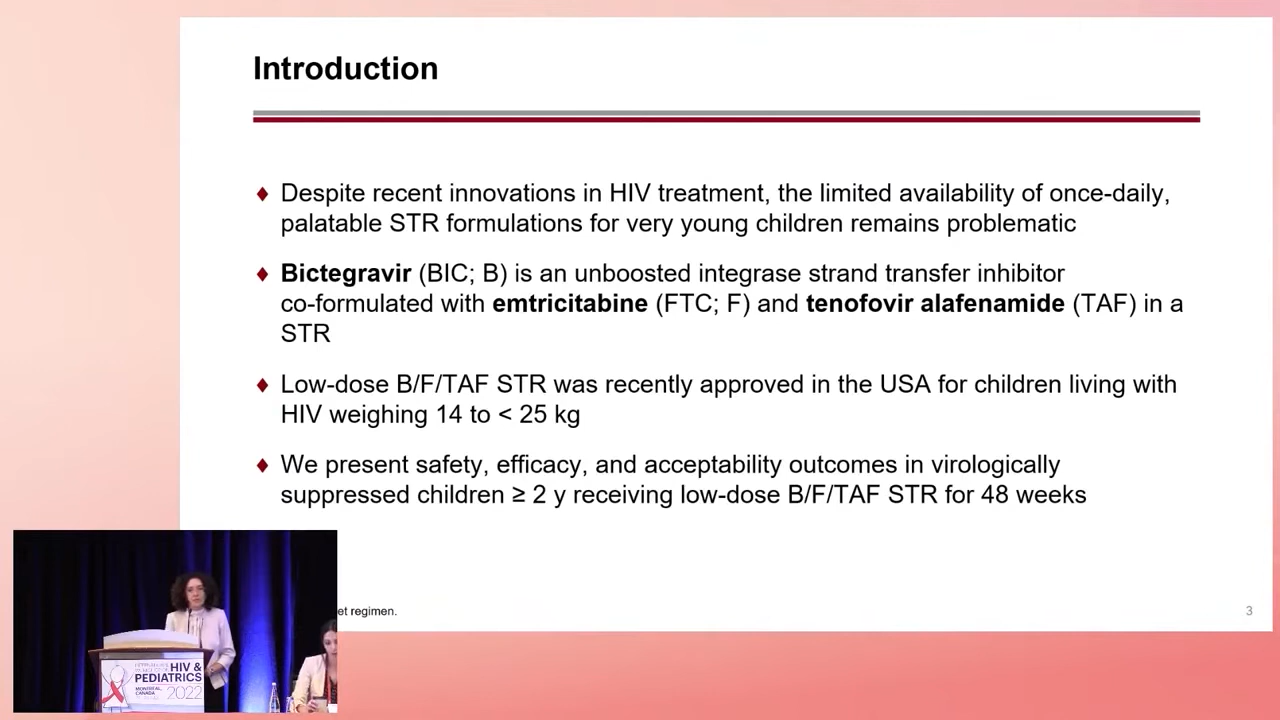 Introduction
♦ Despite recent innovations in HIV treatment, the limited availability of once-daily,
palatable STR formulations for very young children remains problematic
♦ Bictegravir (BIC; B) is an unboosted integrase strand transfer inhibitor
co-formulated with emtricitabine (FTC; F) and tenofovir alafenamide (TAF) in a
STR
♦ Low-dose B/F/TAF STR was recently approved in the USA for children living with
HIV weighing 14 to < 25 kg
♦ We present safety, efficacy, and acceptability outcomes in virologically
suppressed children ≥ 2 y receiving low-dose B/F/TAF STR for 48 weeks
et regimen.
3
HIV &
PEDIATRICS
MONTREAL,
CANADA
2022